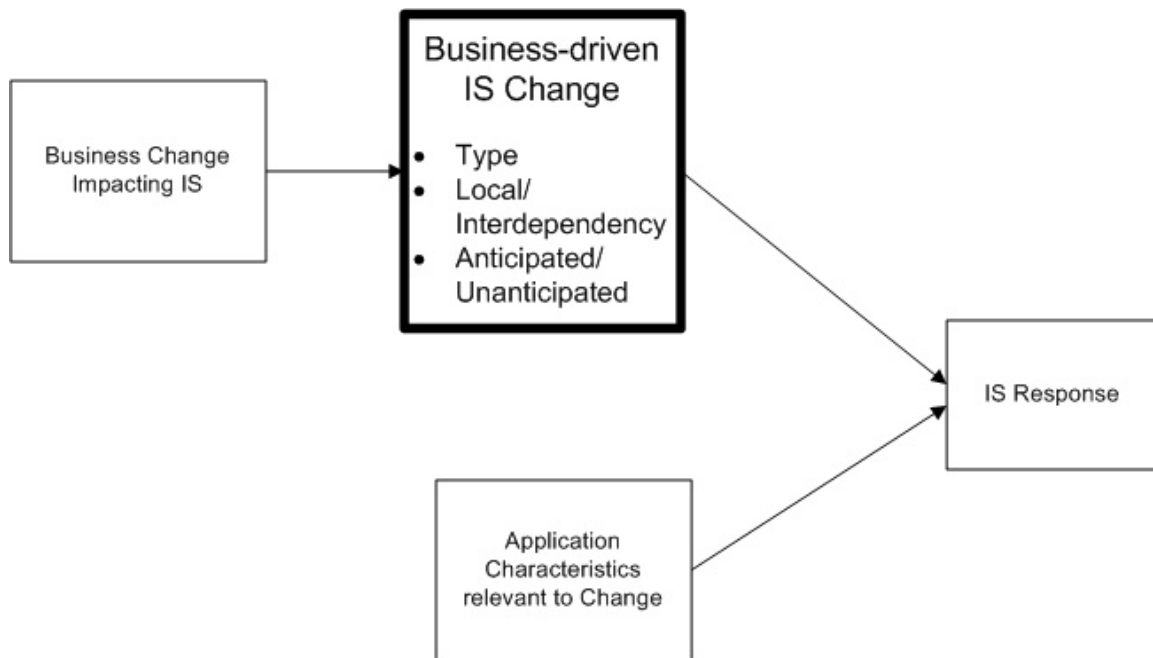 Business Change
Impacting IS
Business-driven
IS Change
• Type
• Local/
Interdependency
• Anticipated/
Unanticipated
IS Response
Application
Characteristics
relevant to Change